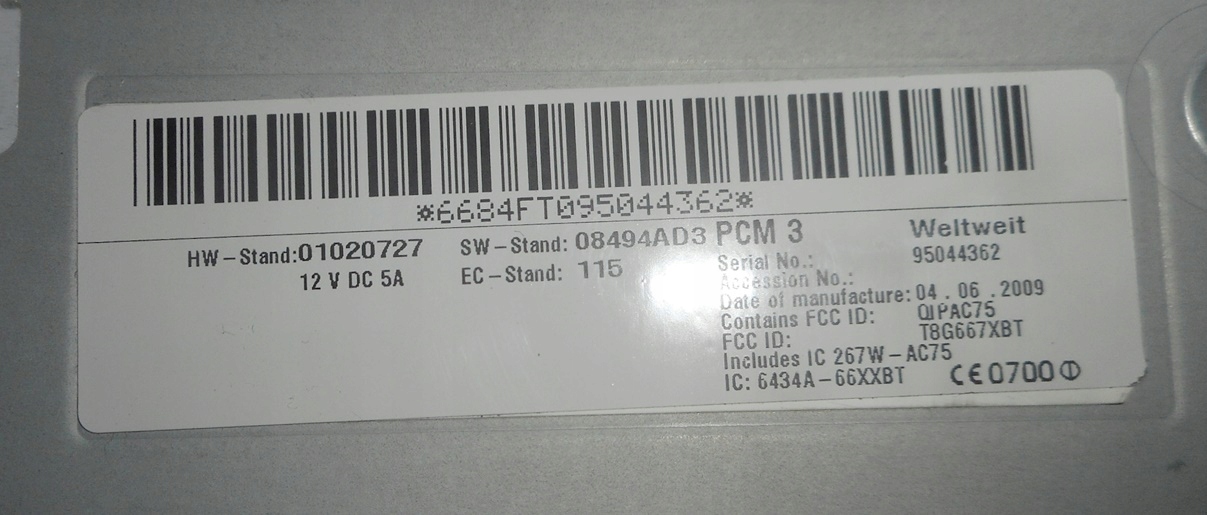 *6684FT095044362*
HW-Stand:01020727 SW-Stand: 08494AD3 PCM 3 Weltweit
12 V DC 5A EC-Stand: 115 Serial No.: 95044362
Accession No.:
Date of manufacture: 04.06.2009
Contains FCC ID: QIPAC75
FCC ID: T8G667XBT
Includes IC 267W-AC75
IC: 6434A-66XXBT CE0700